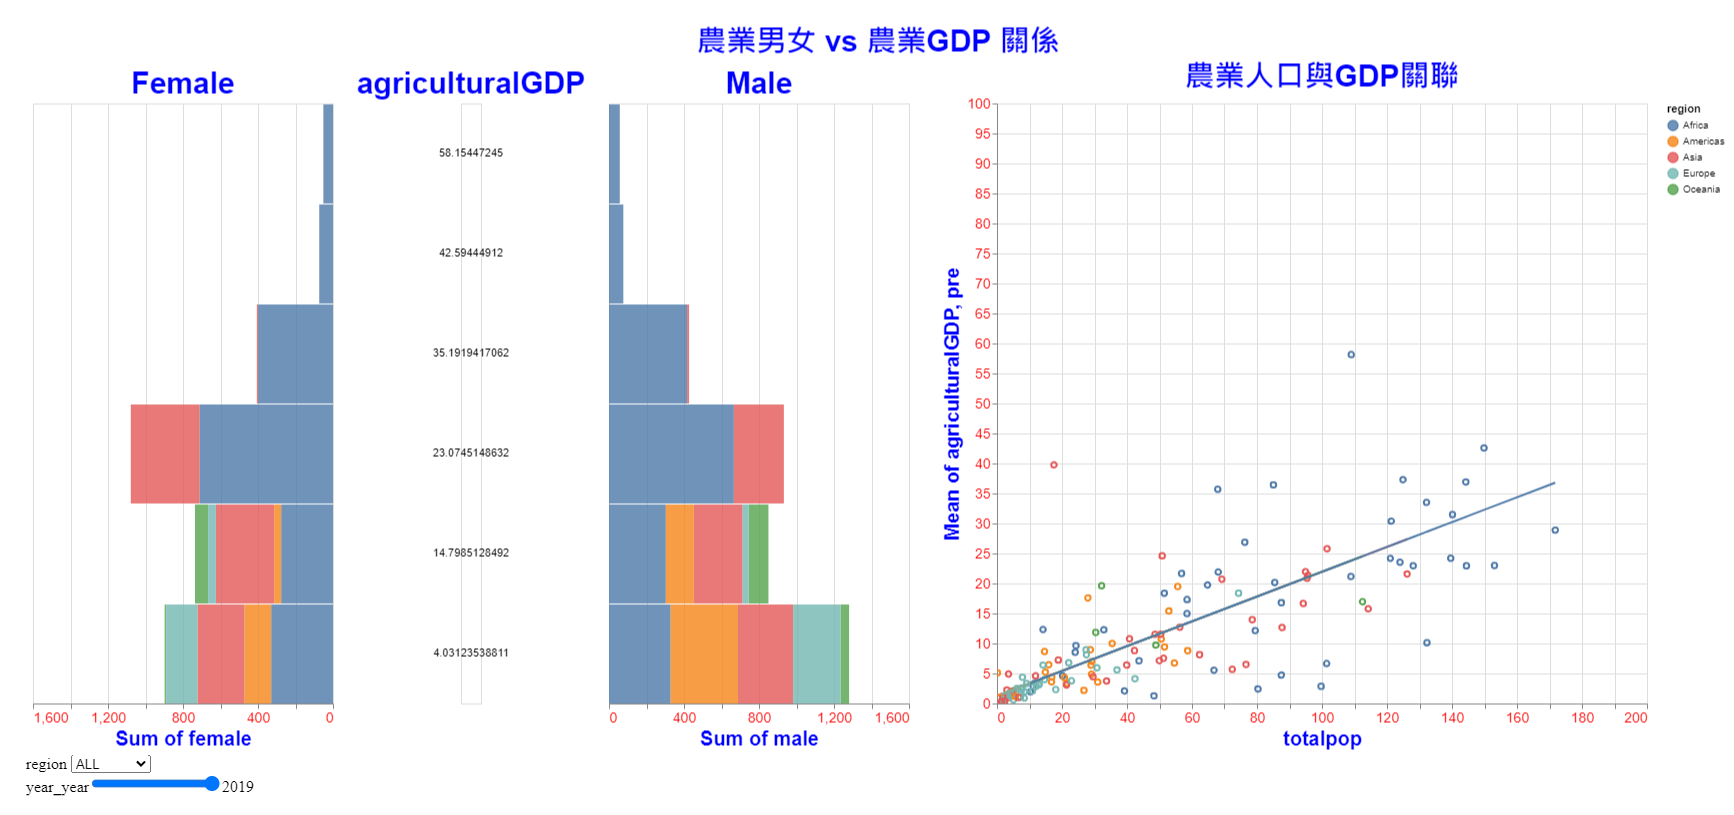 農業男女 vs 農業GDP 關係
Female
agriculturalGDP
Male
農業人口與GDP關聯
58.15447245
42.59444912
35.1919417062
23.0745148632
14.7985128492
4.03123538811
1,600 1,200 800 400 0
Sum of female
0 400 800 1,200 1,600
Sum of male
Mean of agriculturalGDP, pre
100
95
90
85
80
75
70
65
60
55
50
45
40
35
30
25
20
15
10
5
0
0 20 40 60 80 100 120 140 160 180 200
totalpop
region
Africa
Americas
Asia
Europe
Oceania
region ALL
year_year 2019